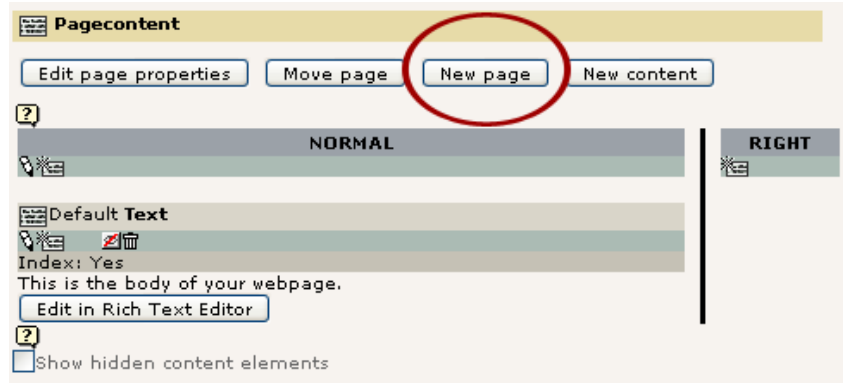 Pagecontent
Edit page properties Move page New page New content
?
NORMAL RIGHT
Default Text
Index: Yes
This is the body of your webpage.
Edit in Rich Text Editor
?
Show hidden content elements